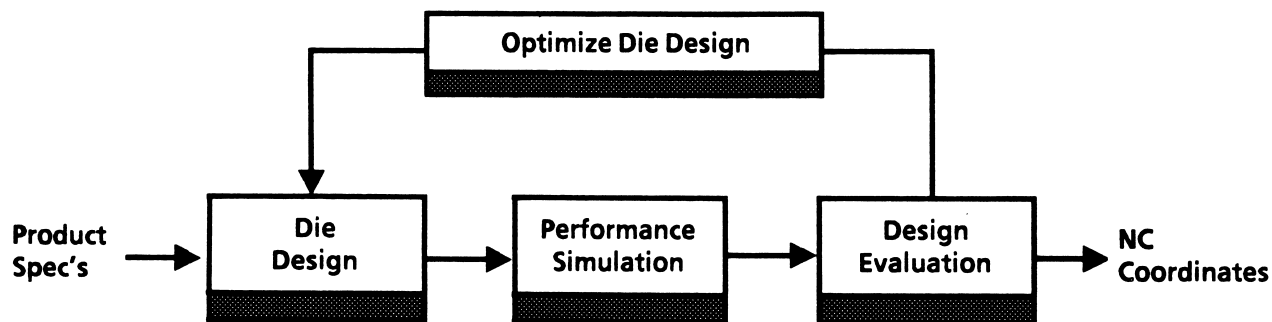 Optimize Die Design
Product
Spec's
Die
Design
Performance
Simulation
Design
Evaluation
NC
Coordinates